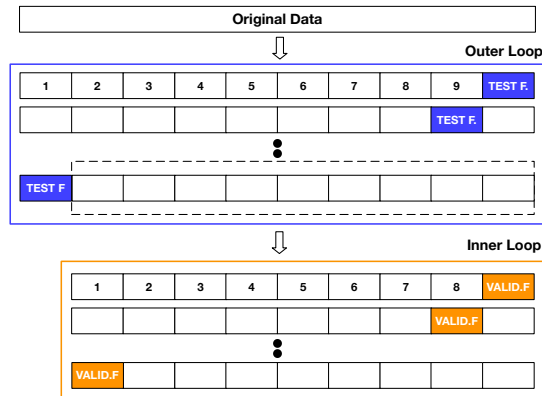 Original Data
Outer Loop
1 2 3 4 5 6 7 8 9 TEST F.
TEST F.
TEST F
Inner Loop
1 2 3 4 5 6 7 8 VALID.F
VALID.F
VALID.F